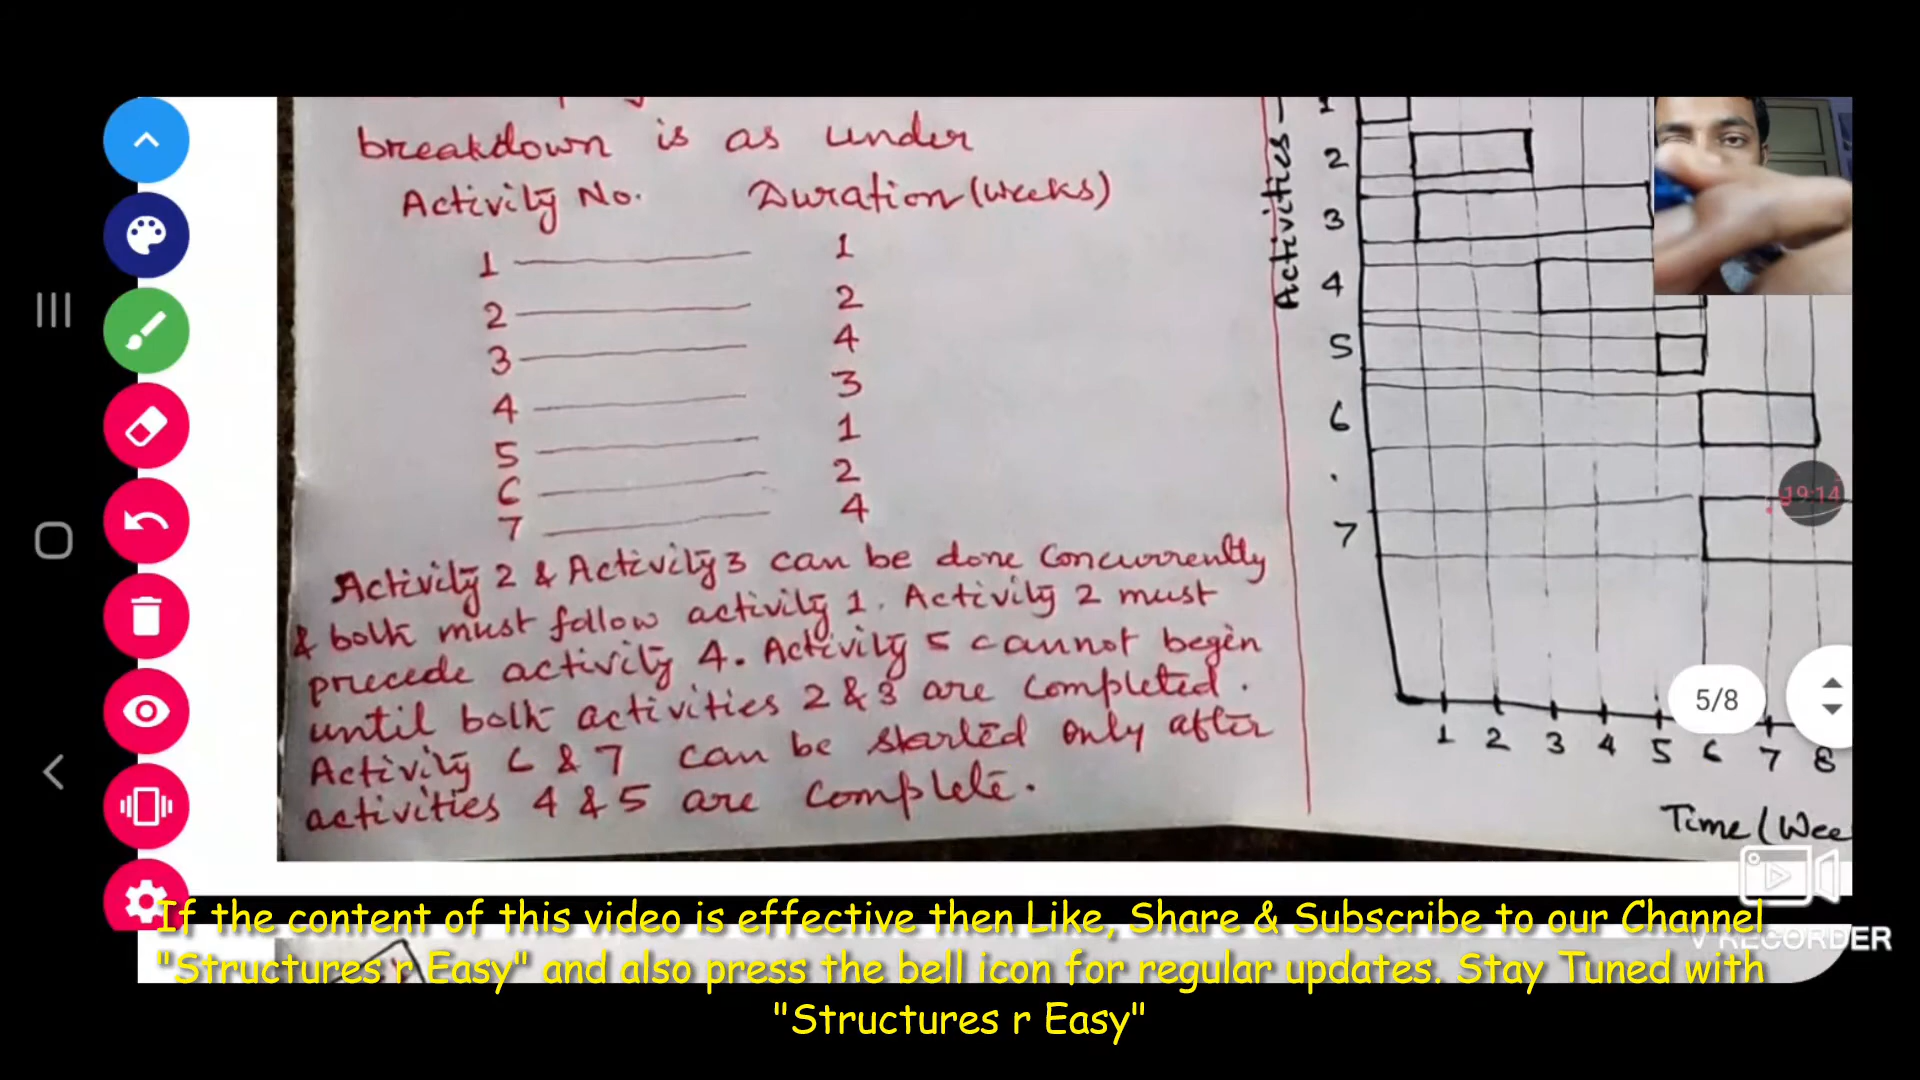 breakdown is as under
Activity No. Duration (Weeks)
1 1
2 2
3 4
4 3
5 1
6 2
7 4
Activity 2 & Activity 3 can be done Concurrently
& both must follow activity 1. Activity 2 must
precede activity 4. Activity 5 cannot begin
until both activities 2 & 3 are completed.
Activity 6 & 7 can be started only after
activities 4 & 5 are complete.
Activities
1
2
3
4
5
6
7
1 2 3 4 5 6 7 8
Time (Wee
19:14
5/8
V RECORDER
If the content of this video is effective then Like, Share & Subscribe to our Channel
"Structures r Easy" and also press the bell icon for regular updates. Stay Tuned with
"Structures r Easy"